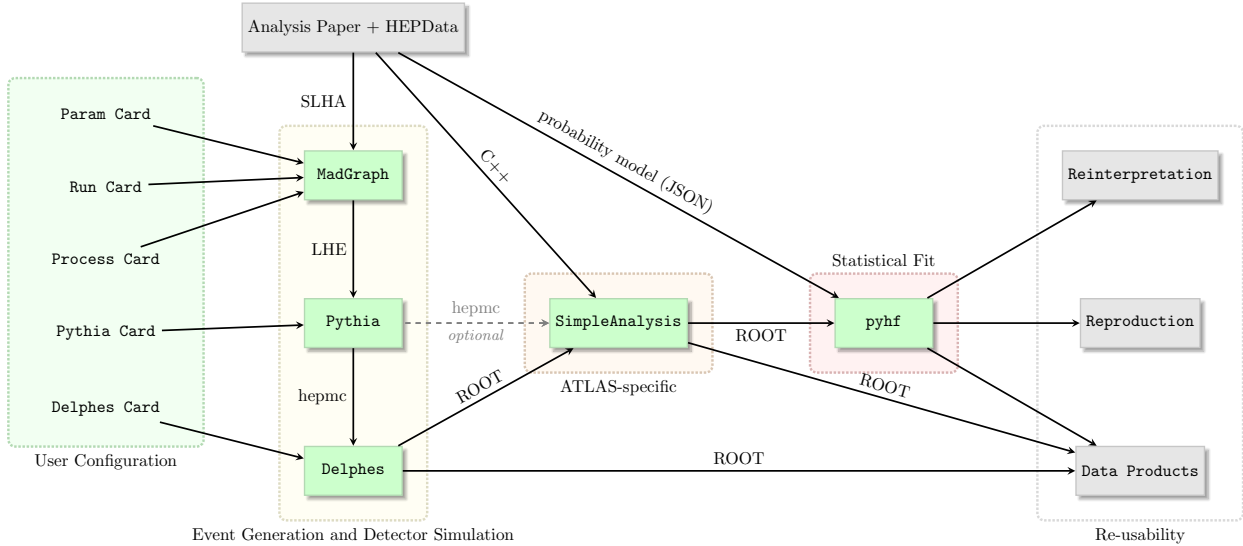 Analysis Paper + HEPData
SLHA
C++
probability model (JSON)
Param Card
Run Card
Process Card
Pythia Card
Delphes Card
User Configuration
MadGraph
LHE
Pythia
hepmc
Delphes
Event Generation and Detector Simulation
hepmc
optional
ROOT
SimpleAnalysis
ATLAS-specific
ROOT
Statistical Fit
pyhf
ROOT
ROOT
Reinterpretation
Reproduction
Data Products
Re-usability